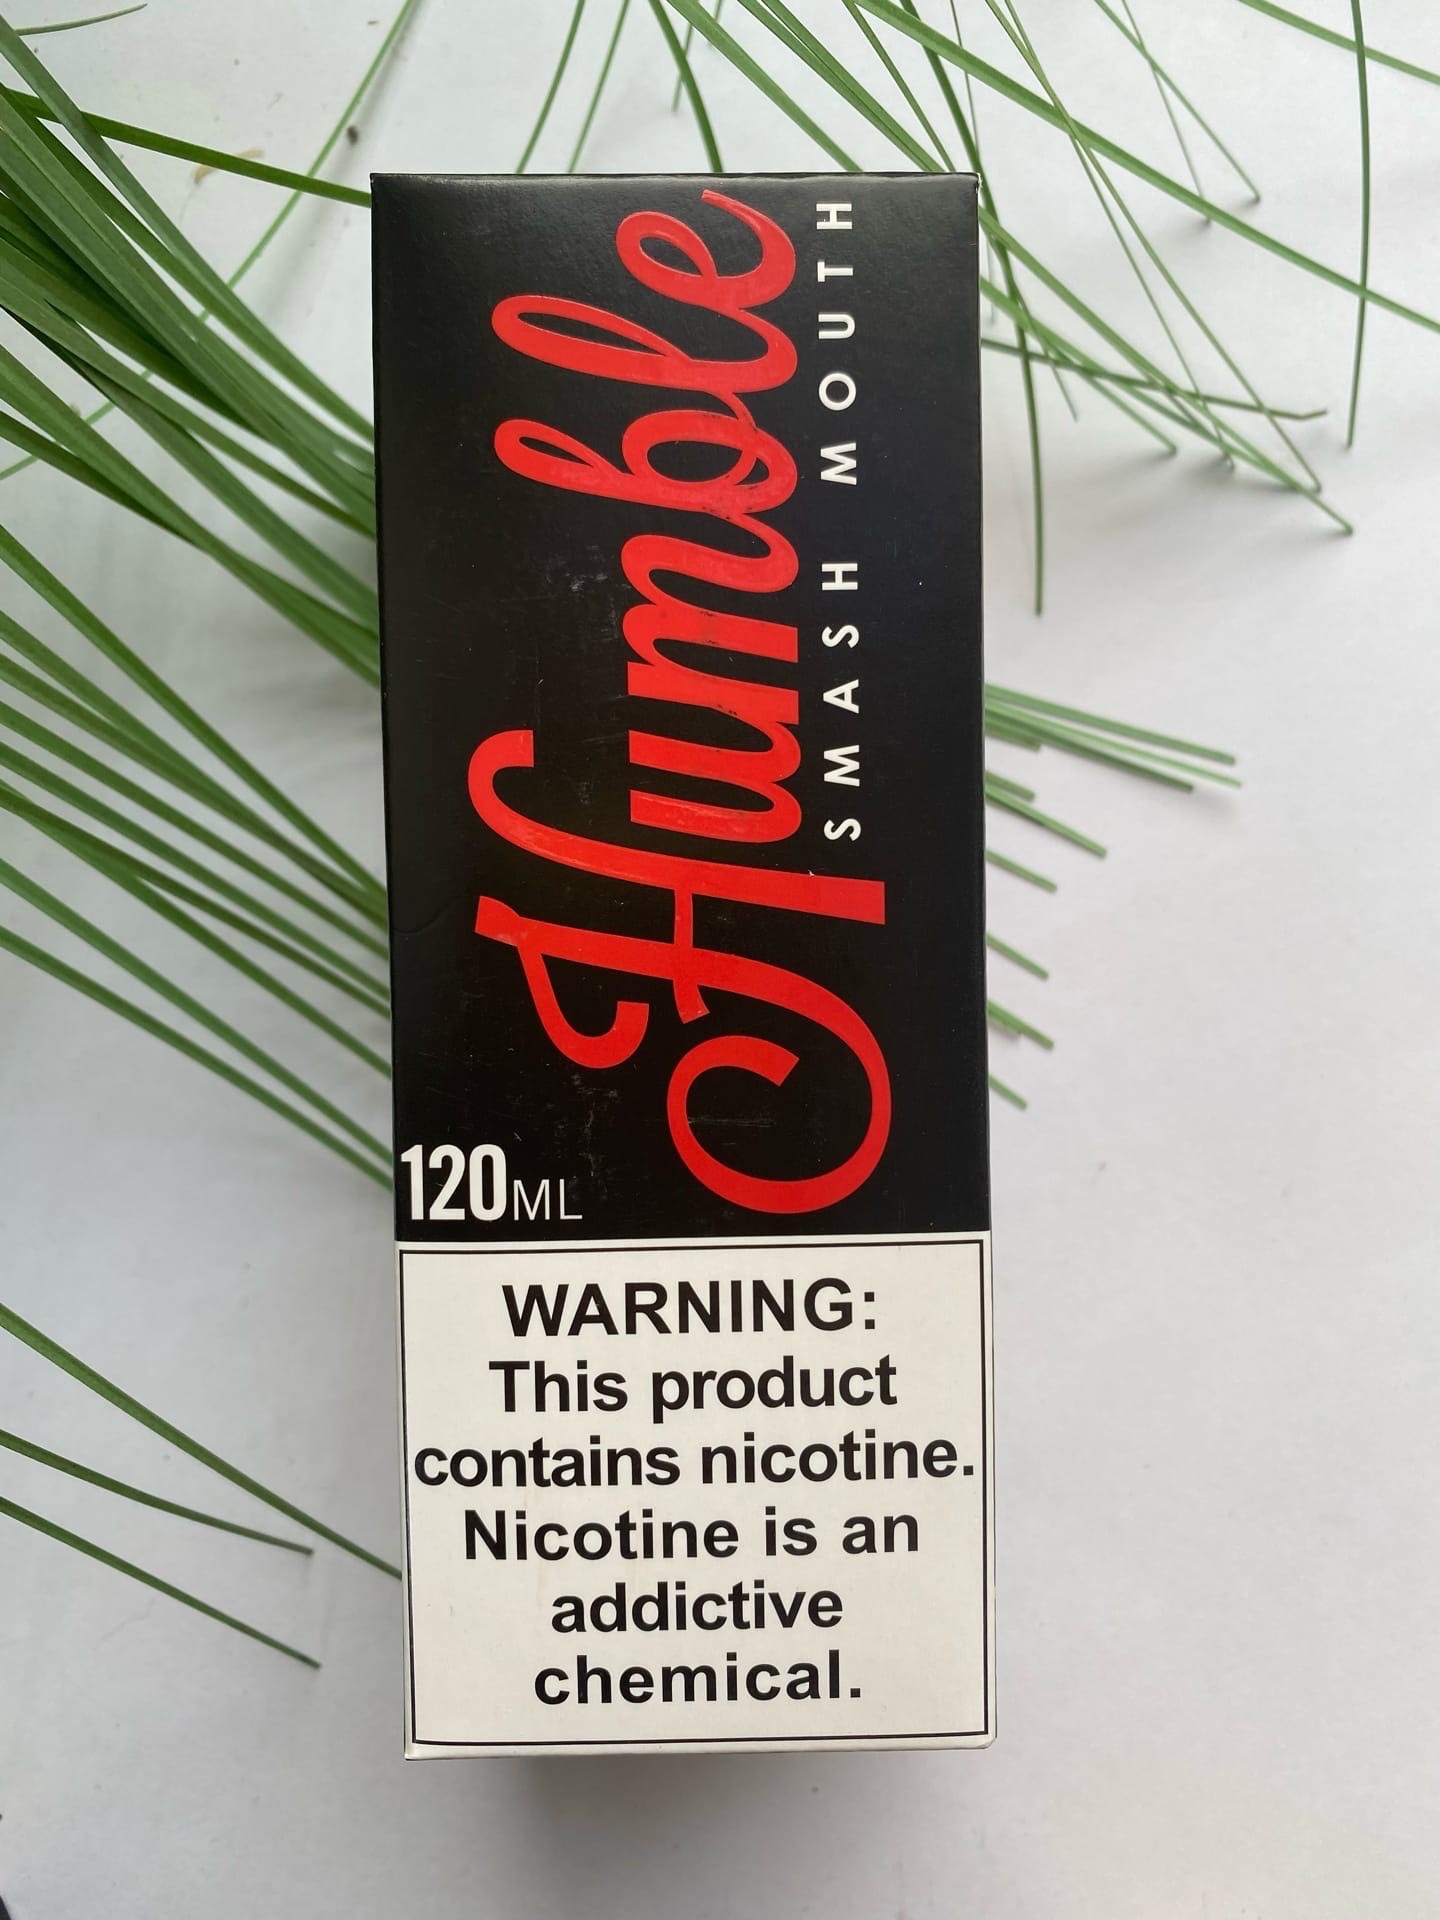 Humble
SMASH MOUTH
120ML
WARNING:
This product
contains nicotine.
Nicotine is an
addictive
chemical.